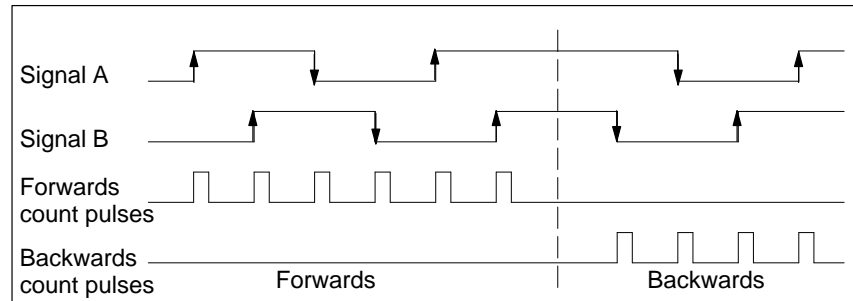 Signal A
Signal B
Forwards
count pulses
Backwards
count pulses
Forwards
Backwards